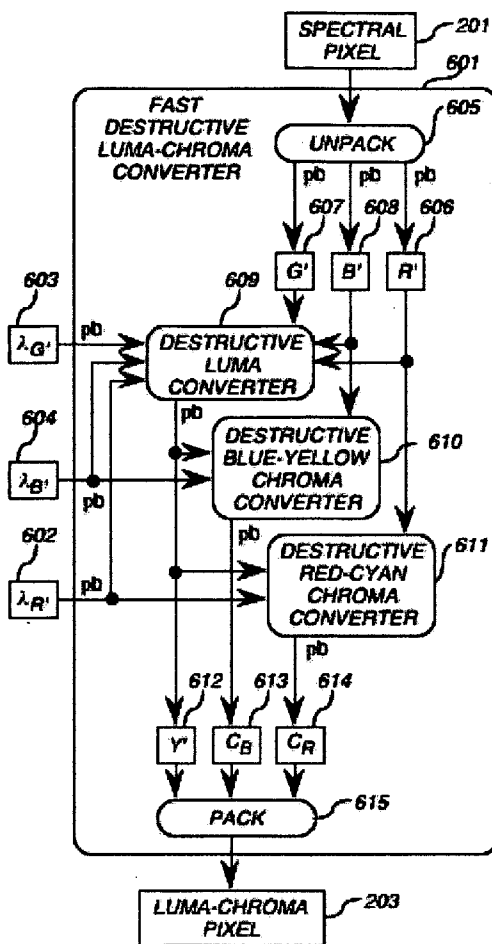 SPECTRAL
PIXEL
201
601
FAST
DESTRUCTIVE
LUMA-CHROMA
CONVERTER
605
UNPACK
pb pb pb
607 608 606
G' B' R'
603
609
λG' pb
DESTRUCTIVE
LUMA
CONVERTER
pb
604
DESTRUCTIVE
BLUE-YELLOW
CHROMA
CONVERTER
610
λB' pb
pb
602
DESTRUCTIVE
RED-CYAN
CHROMA
CONVERTER
611
λR' pb
pb
612 613 614
Y' CB CR
PACK
615
LUMA-CHROMA
PIXEL
203